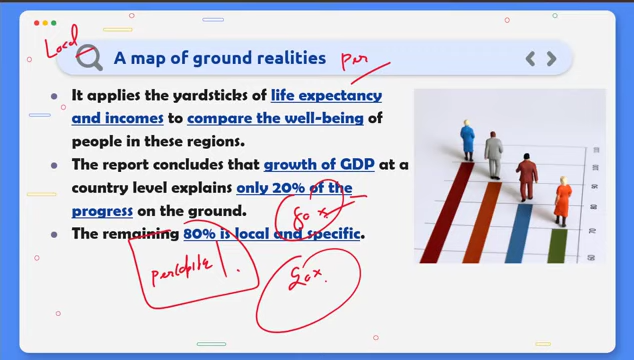 Local
A map of ground realities per
It applies the yardsticks of life expectancy
and incomes to compare the well-being of
people in these regions.
The report concludes that growth of GDP at a
country level explains only 20% of the
progress on the ground.
80%
The remaining 80% is local and specific.